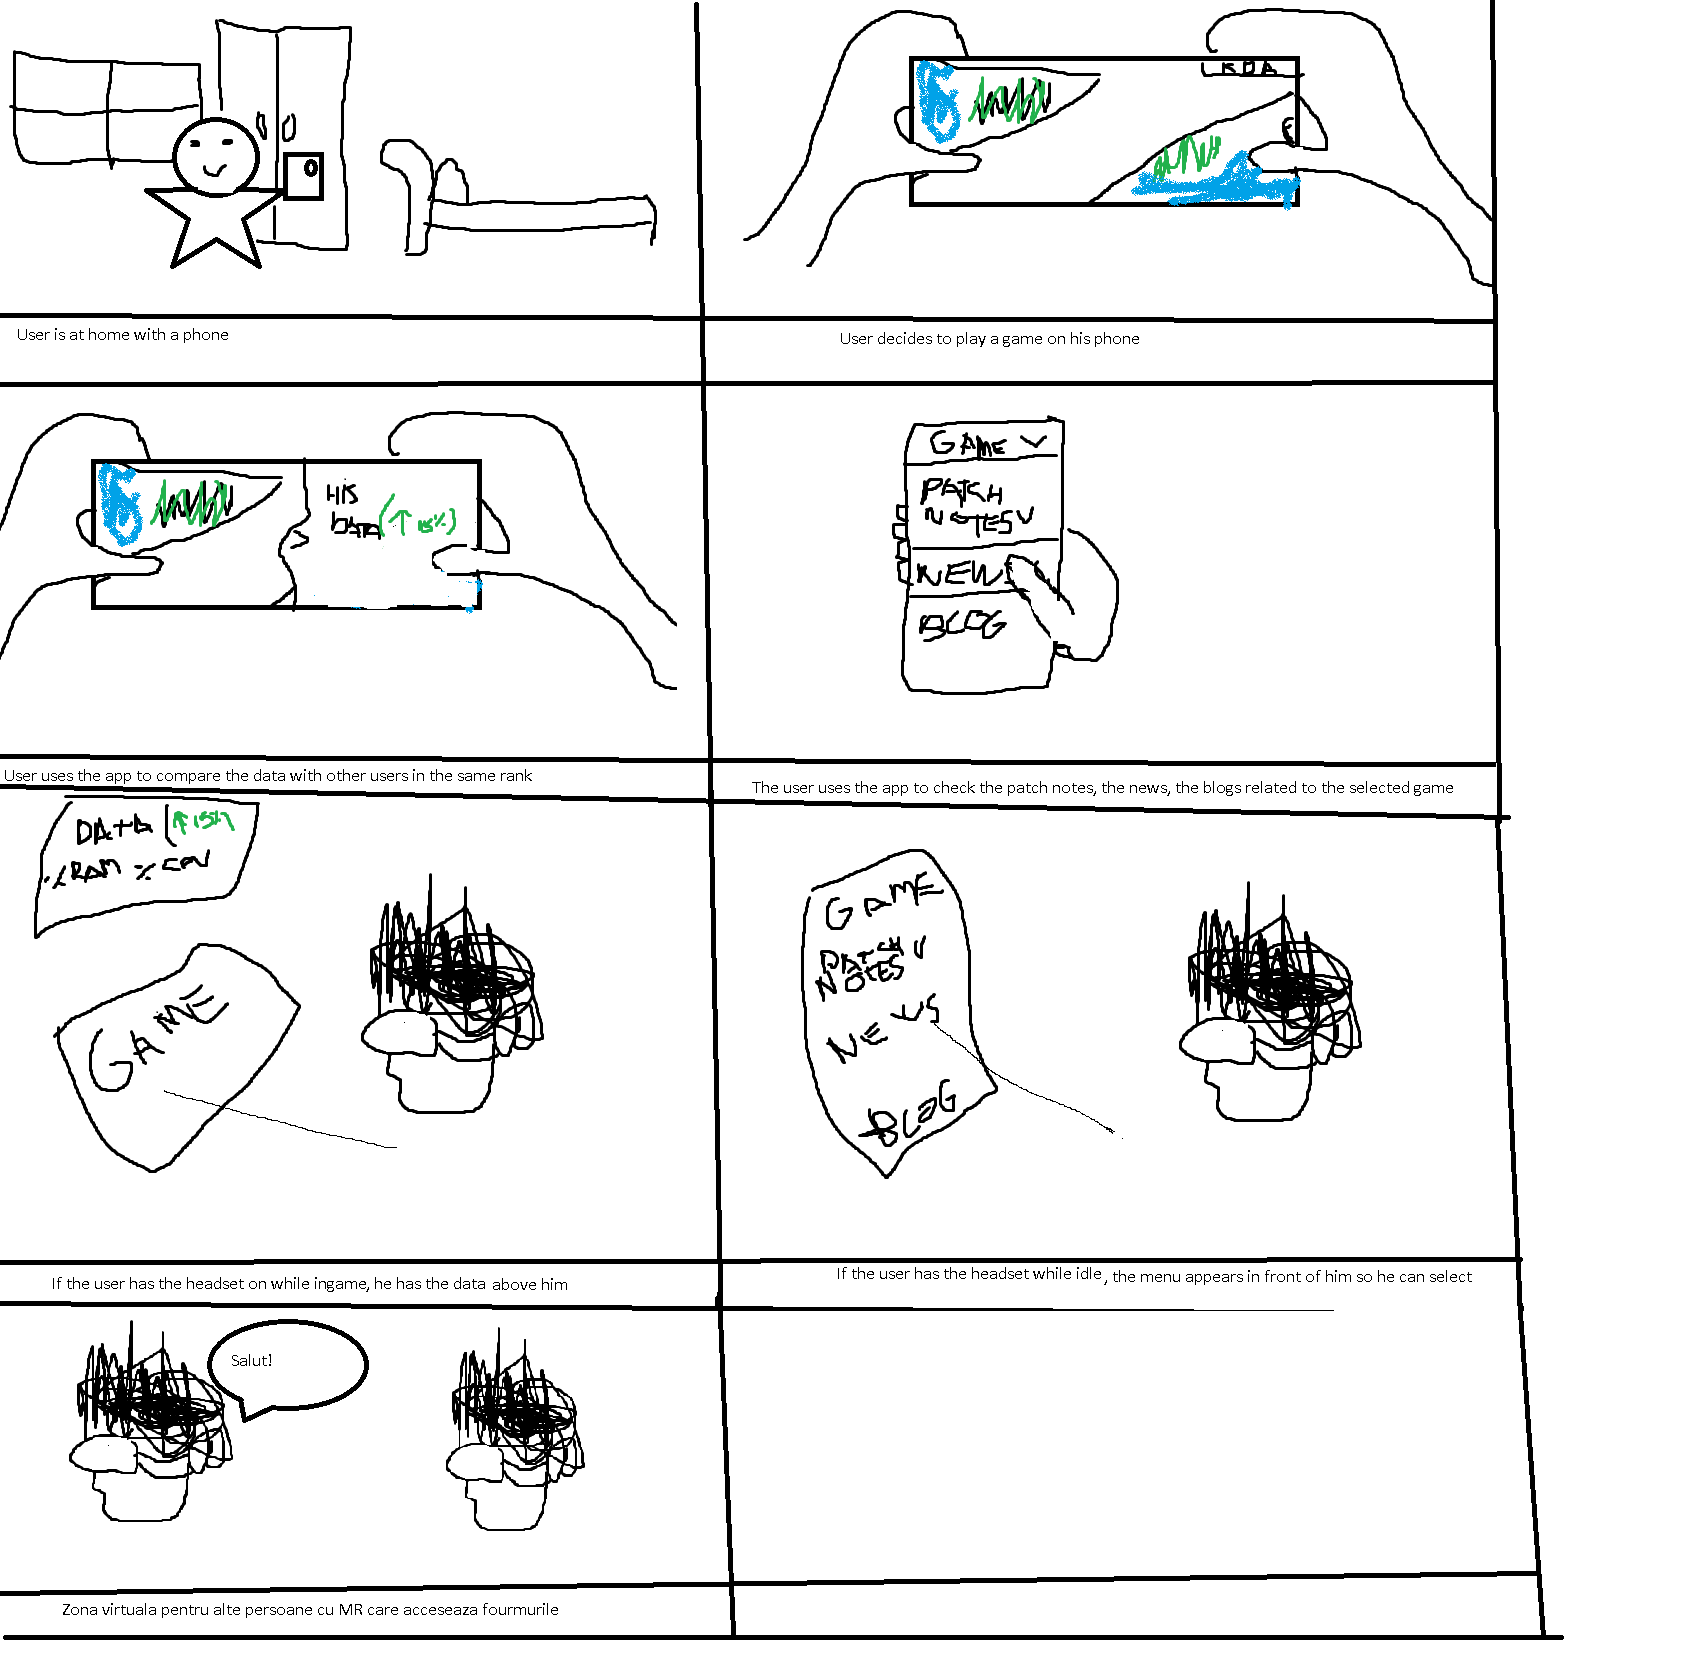 KDA
User is at home with a phone
User decides to play a game on his phone
HIS
DATA (↑ 15%)
GAME
PATCH
NOTES
NEWS
BLOG
User uses the app to compare the data with other users in the same rank
The user uses the app to check the patch notes, the news, the blogs related to the selected game
DATA (↑ 15%)
% RAM % CPU
GAME
GAME
PATCH
NOTES
NEWS
BLOG
If the user has the headset on while ingame, he has the data above him
If the user has the headset while idle, the menu appears in front of him so he can select
Salut!
Zona virtuala pentru alte persoane cu MR care acceseaza fourmurile